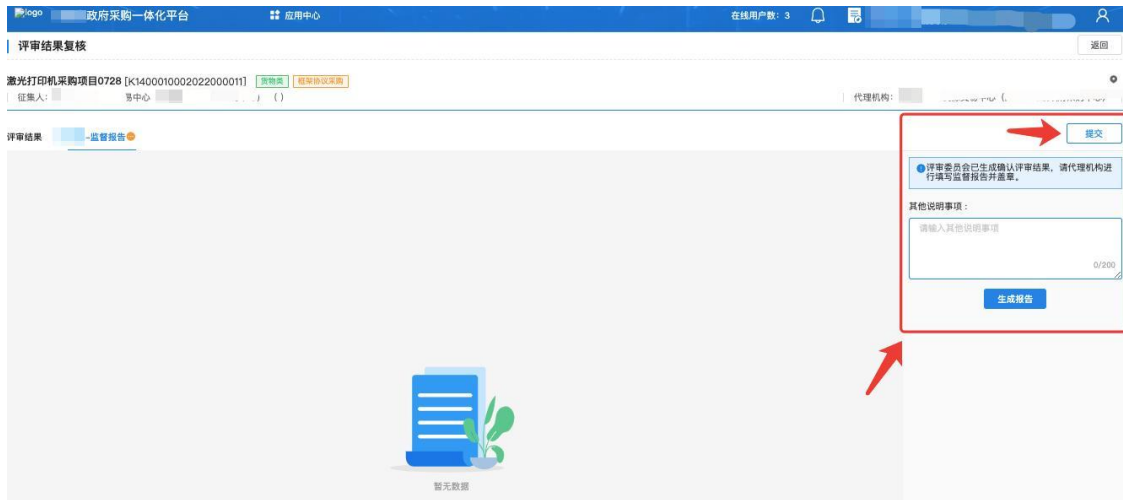 logo 政府采购一体化平台 应用中心 在线用户数：3
评审结果复核 返回
激光打印机采购项目0728 [K1400010002022000011] 货物类 框架协议采购
征集人： 易中心 ( ) 代理机构：
评审结果 -监督报告 提交
评审委员会已生成确认评审结果，请代理机构进
行填写监督报告并盖章。
其他说明事项：
请输入其他说明事项
0/200
生成报告
暂无数据